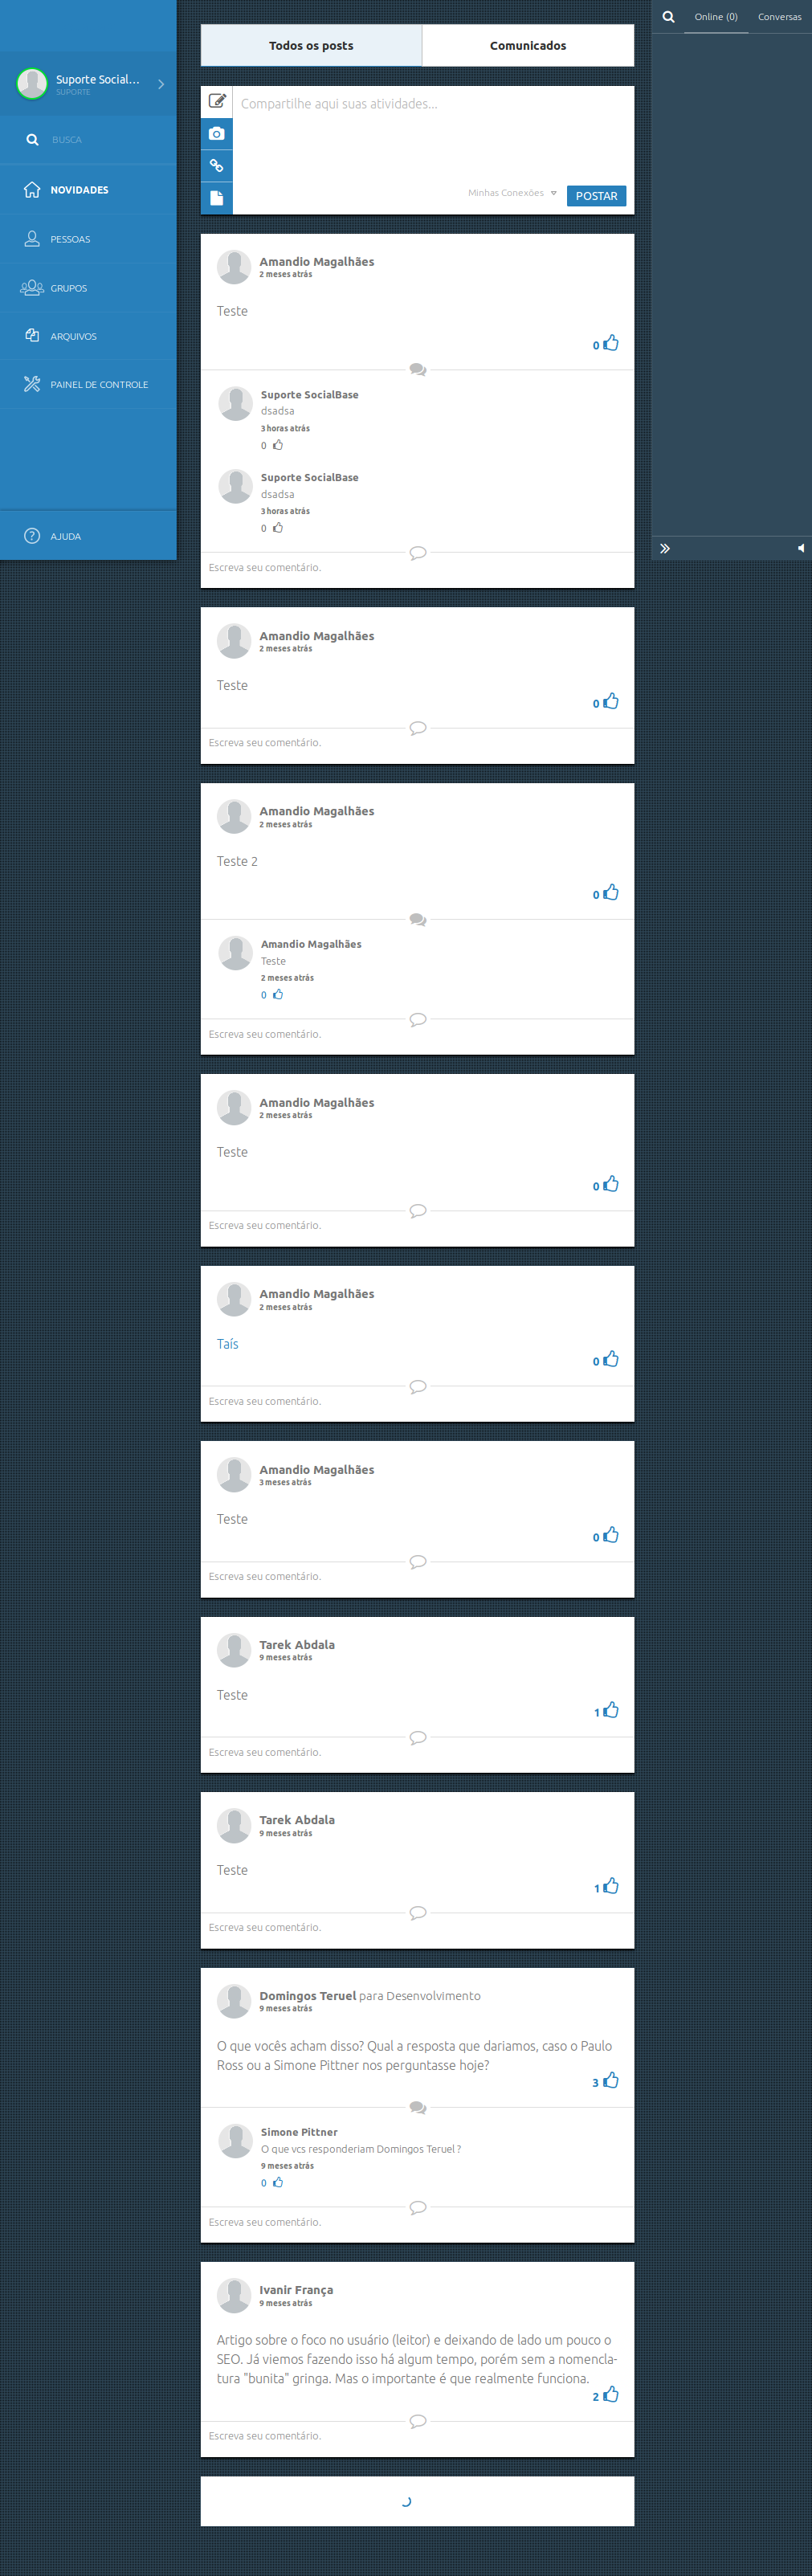 Suporte Social...
SUPORTE
BUSCA
NOVIDADES
PESSOAS
GRUPOS
ARQUIVOS
PAINEL DE CONTROLE
AJUDA
Todos os posts
Comunicados
Compartilhe aqui suas atividades...
Minhas Conexões
POSTAR
Online (0)
Conversas
Amandio Magalhães
2 meses atrás
Teste
0
Suporte SocialBase
dsadsa
3 horas atrás
0
Suporte SocialBase
dsadsa
3 horas atrás
0
Escreva seu comentário.
Amandio Magalhães
2 meses atrás
Teste
0
Escreva seu comentário.
Amandio Magalhães
2 meses atrás
Teste 2
0
Amandio Magalhães
Teste
2 meses atrás
0
Escreva seu comentário.
Amandio Magalhães
2 meses atrás
Teste
0
Escreva seu comentário.
Amandio Magalhães
2 meses atrás
Taís
0
Escreva seu comentário.
Amandio Magalhães
3 meses atrás
Teste
0
Escreva seu comentário.
Tarek Abdala
9 meses atrás
Teste
1
Escreva seu comentário.
Tarek Abdala
9 meses atrás
Teste
1
Escreva seu comentário.
Domingos Teruel para Desenvolvimento
9 meses atrás
O que vocês acham disso? Qual a resposta que dariamos, caso o Paulo
Ross ou a Simone Pittner nos perguntasse hoje?
3
Simone Pittner
O que vcs responderiam Domingos Teruel ?
9 meses atrás
0
Escreva seu comentário.
Ivanir França
9 meses atrás
Artigo sobre o foco no usuário (leitor) e deixando de lado um pouco o
SEO. Já viemos fazendo isso há algum tempo, porém sem a nomencla-
tura "bunita" gringa. Mas o importante é que realmente funciona.
2
Escreva seu comentário.